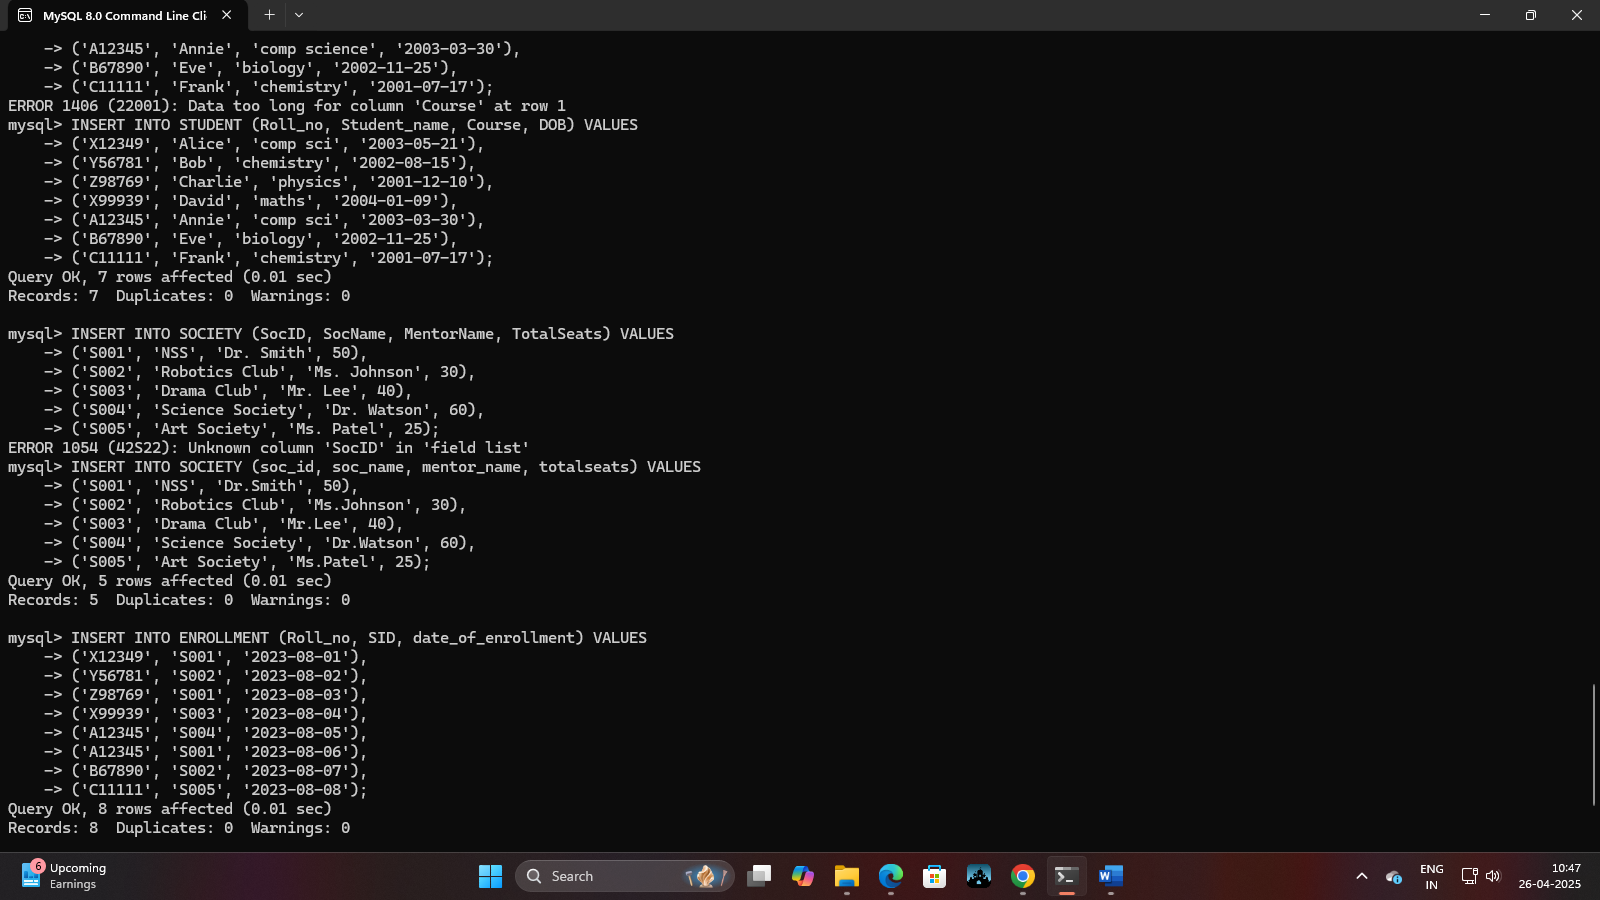 MySQL 8.0 Command Line Cli
-> ('A12345', 'Annie', 'comp science', '2003-03-30'),
-> ('B67890', 'Eve', 'biology', '2002-11-25'),
-> ('C11111', 'Frank', 'chemistry', '2001-07-17');
ERROR 1406 (22001): Data too long for column 'Course' at row 1
mysql> INSERT INTO STUDENT (Roll_no, Student_name, Course, DOB) VALUES
-> ('X12349', 'Alice', 'comp sci', '2003-05-21'),
-> ('Y56781', 'Bob', 'chemistry', '2002-08-15'),
-> ('Z98769', 'Charlie', 'physics', '2001-12-10'),
-> ('X99939', 'David', 'maths', '2004-01-09'),
-> ('A12345', 'Annie', 'comp sci', '2003-03-30'),
-> ('B67890', 'Eve', 'biology', '2002-11-25'),
-> ('C11111', 'Frank', 'chemistry', '2001-07-17');
Query OK, 7 rows affected (0.01 sec)
Records: 7  Duplicates: 0  Warnings: 0
mysql> INSERT INTO SOCIETY (SocID, SocName, MentorName, TotalSeats) VALUES
-> ('S001', 'NSS', 'Dr. Smith', 50),
-> ('S002', 'Robotics Club', 'Ms. Johnson', 30),
-> ('S003', 'Drama Club', 'Mr. Lee', 40),
-> ('S004', 'Science Society', 'Dr. Watson', 60),
-> ('S005', 'Art Society', 'Ms. Patel', 25);
ERROR 1054 (42S22): Unknown column 'SocID' in 'field list'
mysql> INSERT INTO SOCIETY (soc_id, soc_name, mentor_name, totalseats) VALUES
-> ('S001', 'NSS', 'Dr.Smith', 50),
-> ('S002', 'Robotics Club', 'Ms.Johnson', 30),
-> ('S003', 'Drama Club', 'Mr.Lee', 40),
-> ('S004', 'Science Society', 'Dr.Watson', 60),
-> ('S005', 'Art Society', 'Ms.Patel', 25);
Query OK, 5 rows affected (0.01 sec)
Records: 5  Duplicates: 0  Warnings: 0
mysql> INSERT INTO ENROLLMENT (Roll_no, SID, date_of_enrollment) VALUES
-> ('X12349', 'S001', '2023-08-01'),
-> ('Y56781', 'S002', '2023-08-02'),
-> ('Z98769', 'S001', '2023-08-03'),
-> ('X99939', 'S003', '2023-08-04'),
-> ('A12345', 'S004', '2023-08-05'),
-> ('A12345', 'S001', '2023-08-06'),
-> ('B67890', 'S002', '2023-08-07'),
-> ('C11111', 'S005', '2023-08-08');
Query OK, 8 rows affected (0.01 sec)
Records: 8  Duplicates: 0  Warnings: 0
6
Upcoming
Earnings
Search
ENG
IN
10:47
26-04-2025